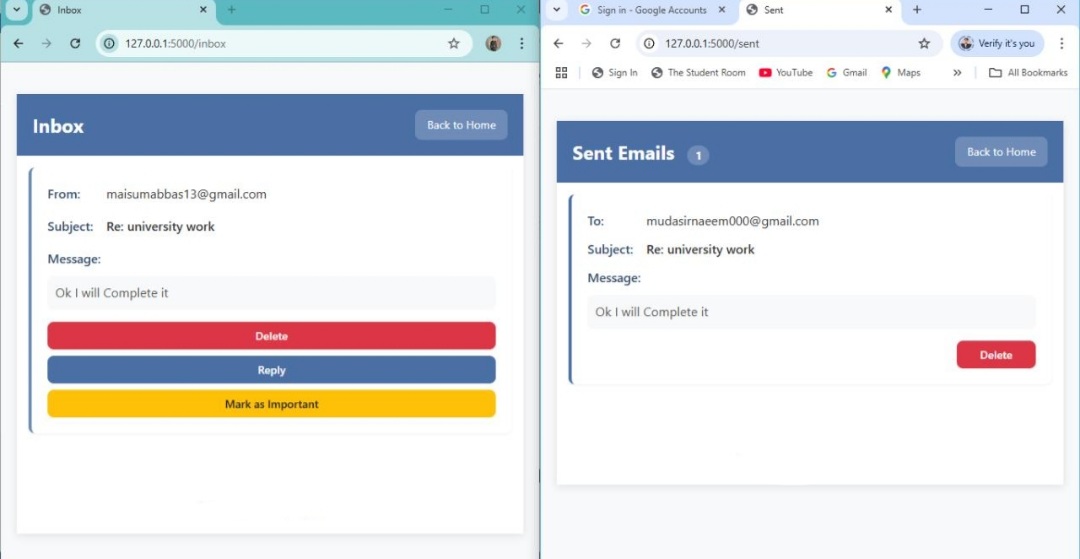 Inbox
127.0.0.1:5000/inbox
Inbox
Back to Home
From: maisumabbas13@gmail.com
Subject: Re: university work
Message:
Ok I will Complete it
Delete
Reply
Mark as Important
Sign in - Google Accounts
Sent
127.0.0.1:5000/sent
Verify it's you
Sign In
The Student Room
YouTube
Gmail
Maps
All Bookmarks
Sent Emails 1
Back to Home
To: mudasirnaeem000@gmail.com
Subject: Re: university work
Message:
Ok I will Complete it
Delete